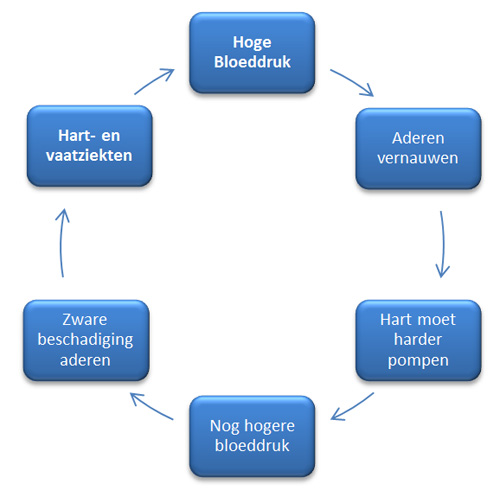 Hoge
Bloeddruk
Aderen
vernauwen
Hart moet
harder
pompen
Nog hogere
bloeddruk
Zware
beschadiging
aderen
Hart- en
vaatziekten